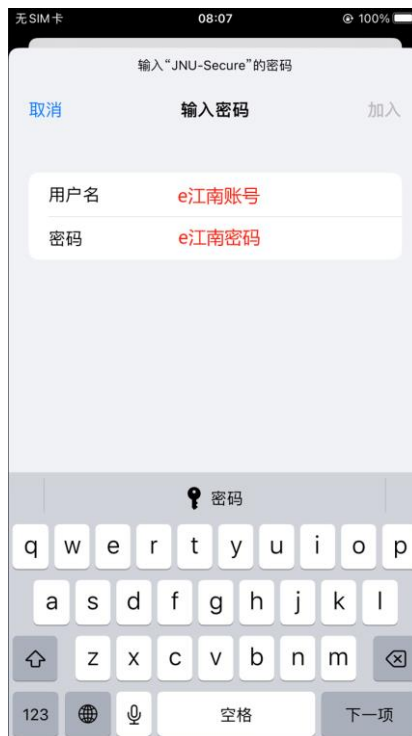 无SIM卡 08:07 100%
输入“JNU-Secure”的密码
取消 输入密码 加入
用户名 e江南账号
密码 e江南密码
密码
q w e r t y u i o p
a s d f g h j k l
z x c v b n m
123 空格 下一项